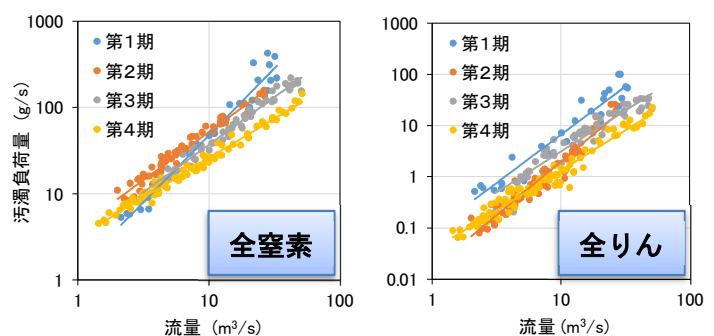 1000
100
10
1
汚濁負荷量 (g/s)
第1期
第2期
第3期
第4期
全窒素
1
10
100
流量 (m³/s)
1000
100
10
1
0.1
0.01
第1期
第2期
第3期
第4期
全りん
1
10
100
流量 (m³/s)